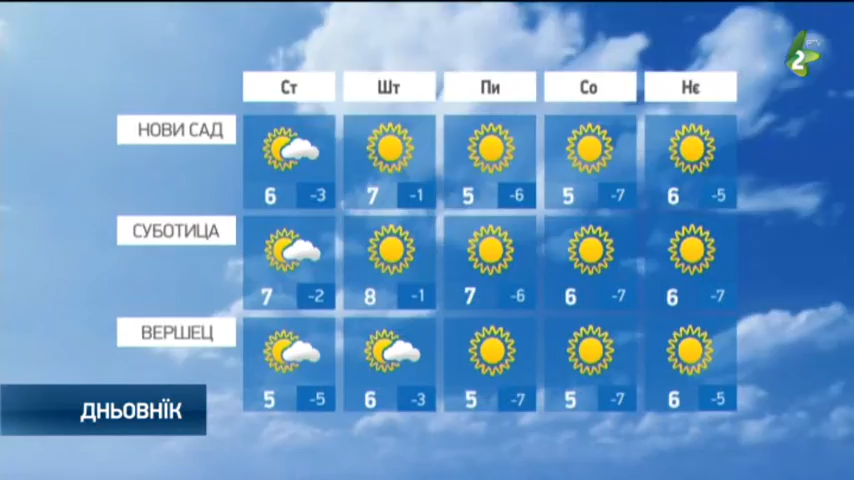 2
Ст Шт Пи Со Нє
НОВИ САД
6 -3 7 -1 5 -6 5 -7 6 -5
СУБОТИЦА
7 -2 8 -1 7 -6 6 -7 6 -7
ВЕРШЕЦ
5 -5 6 -3 5 -7 5 -7 6 -5
ДНЬОВНЇК